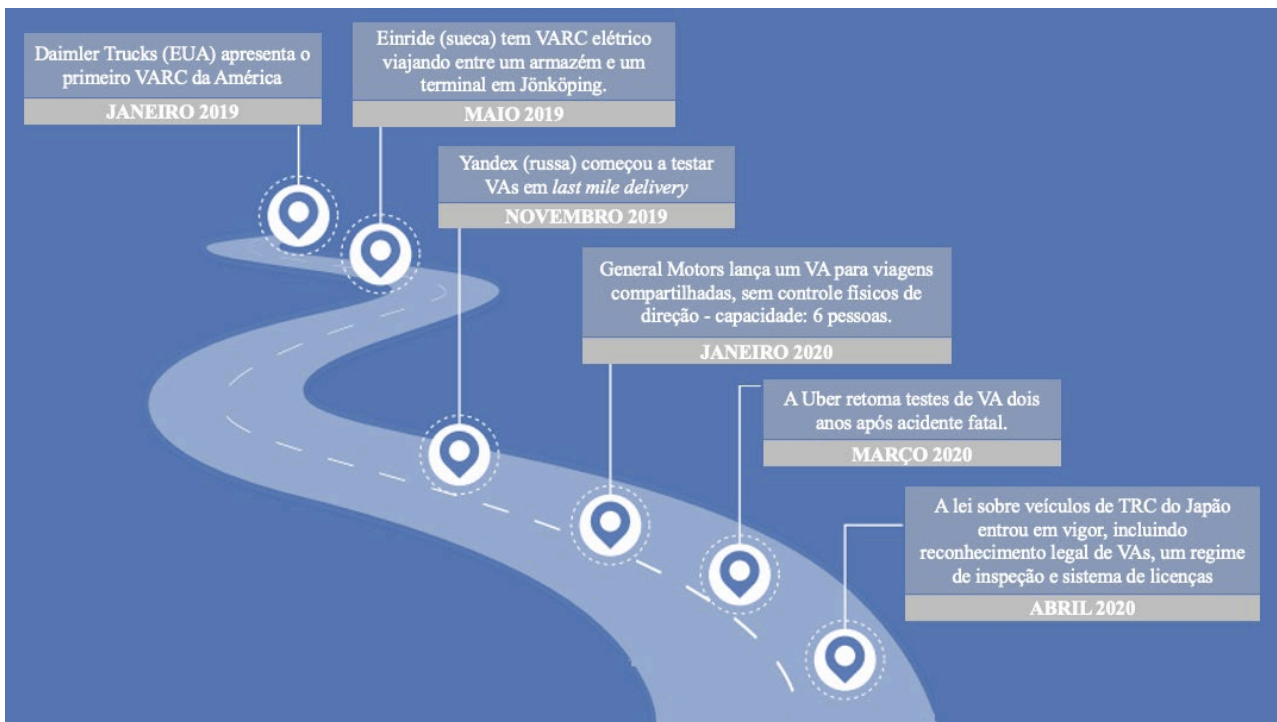 Daimler Trucks (EUA) apresenta o
primeiro VARC da América
JANEIRO 2019
Einride (sueca) tem VARC elétrico
viajando entre um armazém e um
terminal em Jönköping.
MAIO 2019
Yandex (russa) começou a testar
VAs em last mile delivery
NOVEMBRO 2019
General Motors lança um VA para viagens
compartilhadas, sem controle físicos de
direção - capacidade: 6 pessoas.
JANEIRO 2020
A Uber retoma testes de VA dois
anos após acidente fatal.
MARÇO 2020
A lei sobre veículos de TRC do Japão
entrou em vigor, incluindo
reconhecimento legal de VAs, um regime
de inspeção e sistema de licenças
ABRIL 2020